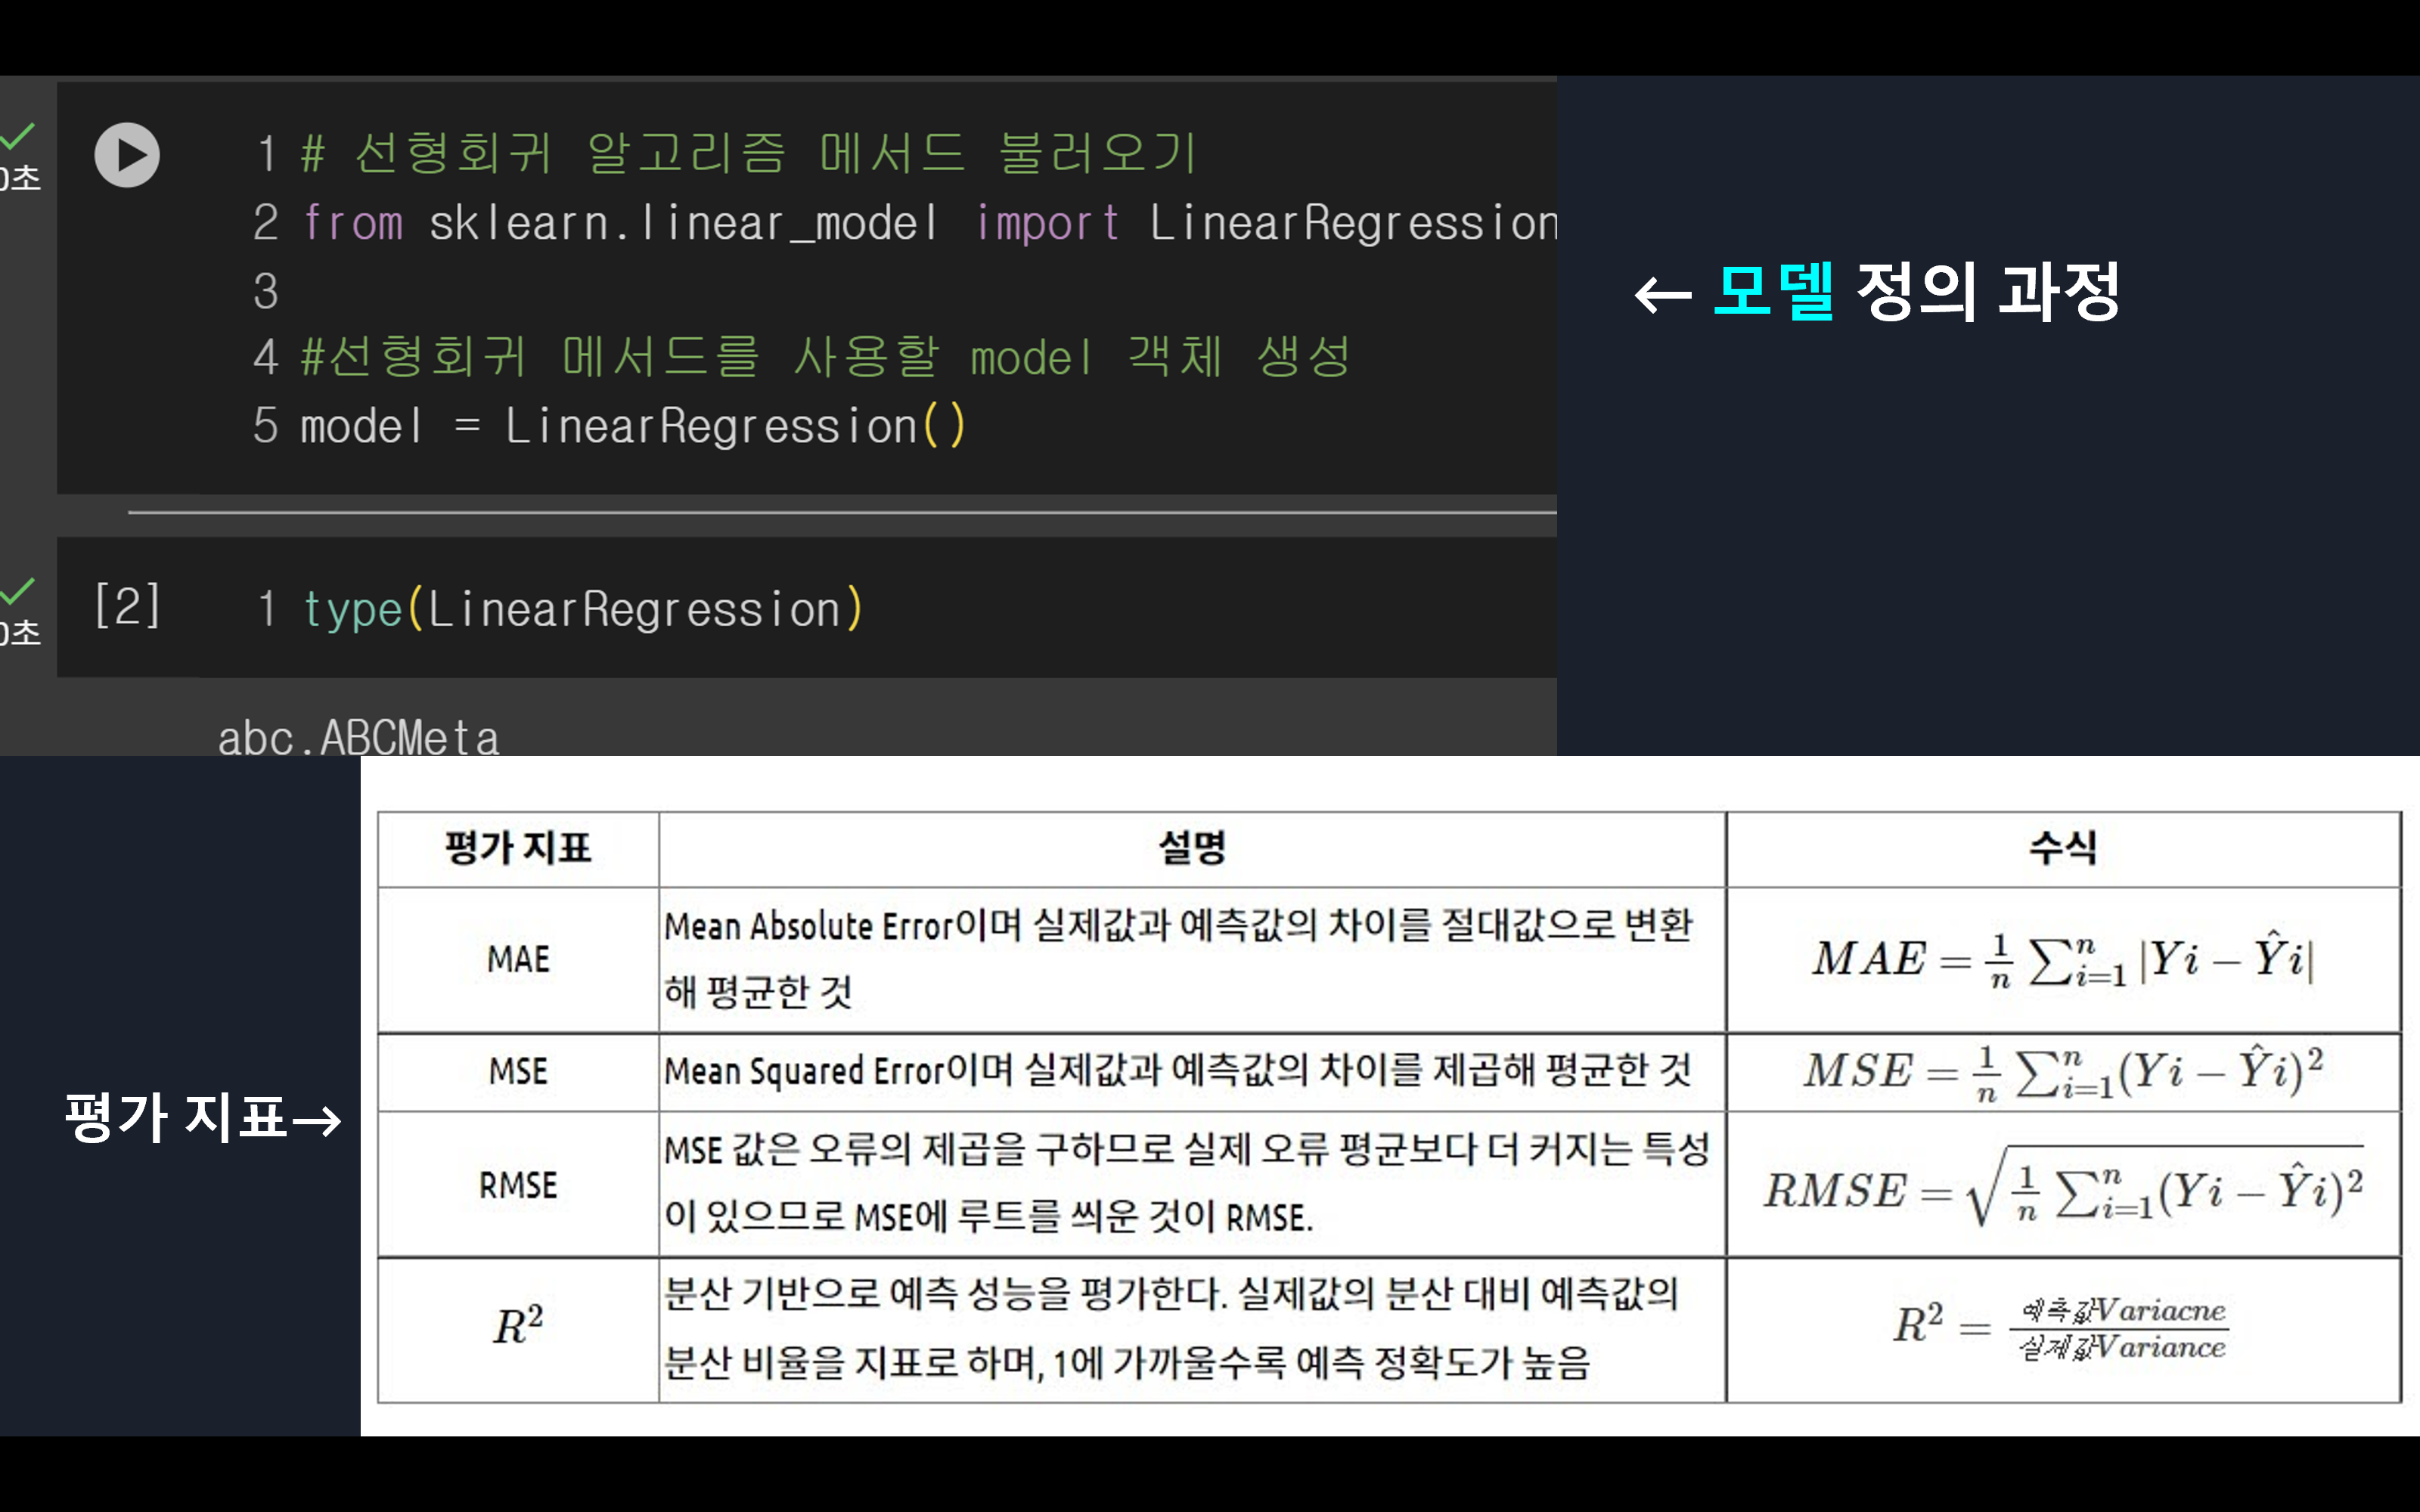 1 # 선형회귀 알고리즘 메서드 불러오기
2 from sklearn.linear_model import LinearRegression
3
4 #선형회귀 메서드를 사용할 model 객체 생성
5 model = LinearRegression()
0초
← 모델 정의 과정
[2] 1 type(LinearRegression)
0초
abc.ABCMeta
평가 지표→
평가 지표 설명 수식
MAE
Mean Absolute Error이며 실제값과 예측값의 차이를 절대값으로 변환
해 평균한 것
MAE = \frac{1}{n} \sum_{i=1}^{n} |Yi − Ŷi|
MSE
Mean Squared Error이며 실제값과 예측값의 차이를 제곱해 평균한 것
MSE = \frac{1}{n} \sum_{i=1}^{n} (Yi − Ŷi)^2
RMSE
MSE 값은 오류의 제곱을 구하므로 실제 오류 평균보다 더 커지는 특성
이 있으므로 MSE에 루트를 씌운 것이 RMSE.
RMSE = \sqrt{\frac{1}{n} \sum_{i=1}^{n} (Yi − Ŷi)^2}
R^2
분산 기반으로 예측 성능을 평가한다. 실제값의 분산 대비 예측값의
분산 비율을 지표로 하며, 1에 가까울수록 예측 정확도가 높음
R^2 = \frac{예측값Variacne}{실제값Variance}